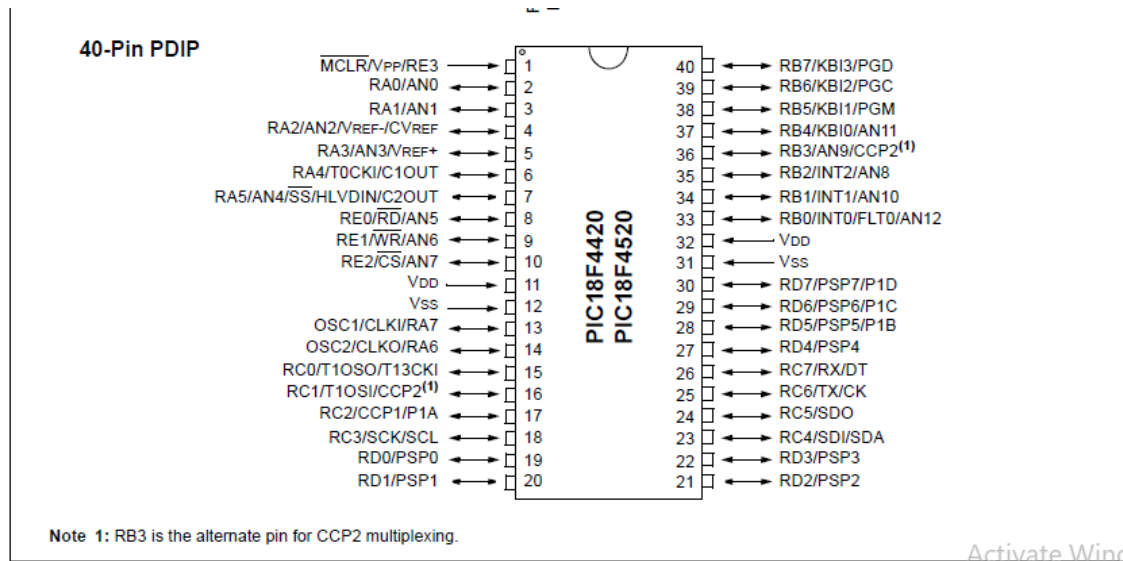 40-Pin PDIP
MCLR/VPP/RE3 1
RA0/AN0 2
RA1/AN1 3
RA2/AN2/VREF-/CVREF 4
RA3/AN3/VREF+ 5
RA4/T0CKI/C1OUT 6
RA5/AN4/SS/HLVDIN/C2OUT 7
RE0/RD/AN5 8
RE1/WR/AN6 9
RE2/CS/AN7 10
VDD 11
VSS 12
OSC1/CLKI/RA7 13
OSC2/CLKO/RA6 14
RC0/T1OSO/T13CKI 15
RC1/T1OSI/CCP2(1) 16
RC2/CCP1/P1A 17
RC3/SCK/SCL 18
RD0/PSP0 19
RD1/PSP1 20
PIC18F4420
PIC18F4520
40 RB7/KBI3/PGD
39 RB6/KBI2/PGC
38 RB5/KBI1/PGM
37 RB4/KBI0/AN11
36 RB3/AN9/CCP2(1)
35 RB2/INT2/AN8
34 RB1/INT1/AN10
33 RB0/INT0/FLT0/AN12
32 VDD
31 VSS
30 RD7/PSP7/P1D
29 RD6/PSP6/P1C
28 RD5/PSP5/P1B
27 RD4/PSP4
26 RC7/RX/DT
25 RC6/TX/CK
24 RC5/SDO
23 RC4/SDI/SDA
22 RD3/PSP3
21 RD2/PSP2
Note 1: RB3 is the alternate pin for CCP2 multiplexing.
Activate Wind